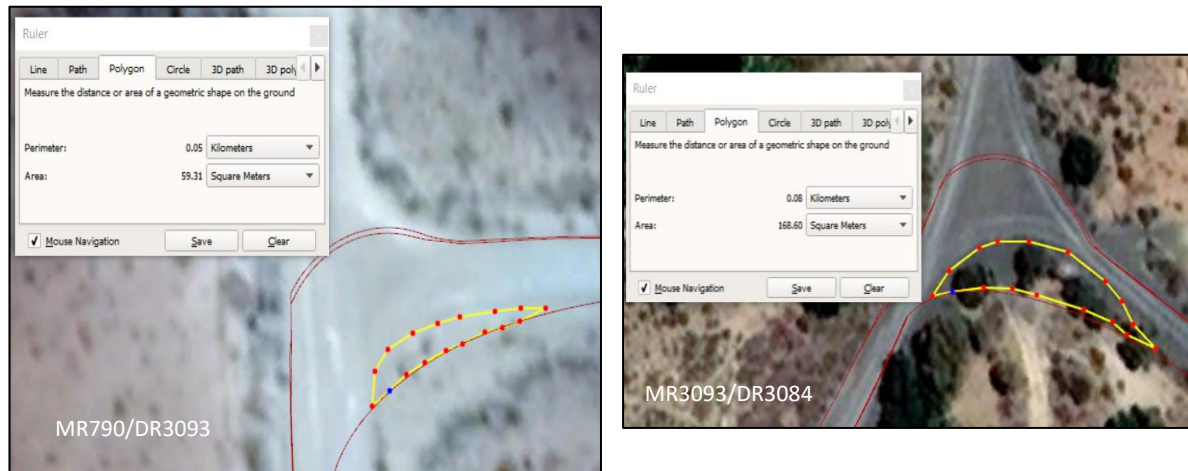 Ruler
Line Path Polygon Circle 3D path 3D poly
Measure the distance or area of a geometric shape on the ground
Perimeter: 0.05 Kilometers
Area: 59.31 Square Meters
Mouse Navigation Save Clear
MR790/DR3093
Ruler
Line Path Polygon Circle 3D path 3D poly
Measure the distance or area of a geometric shape on the ground
Perimeter: 0.08 Kilometers
Area: 168.60 Square Meters
Mouse Navigation Save Clear
MR3093/DR3084